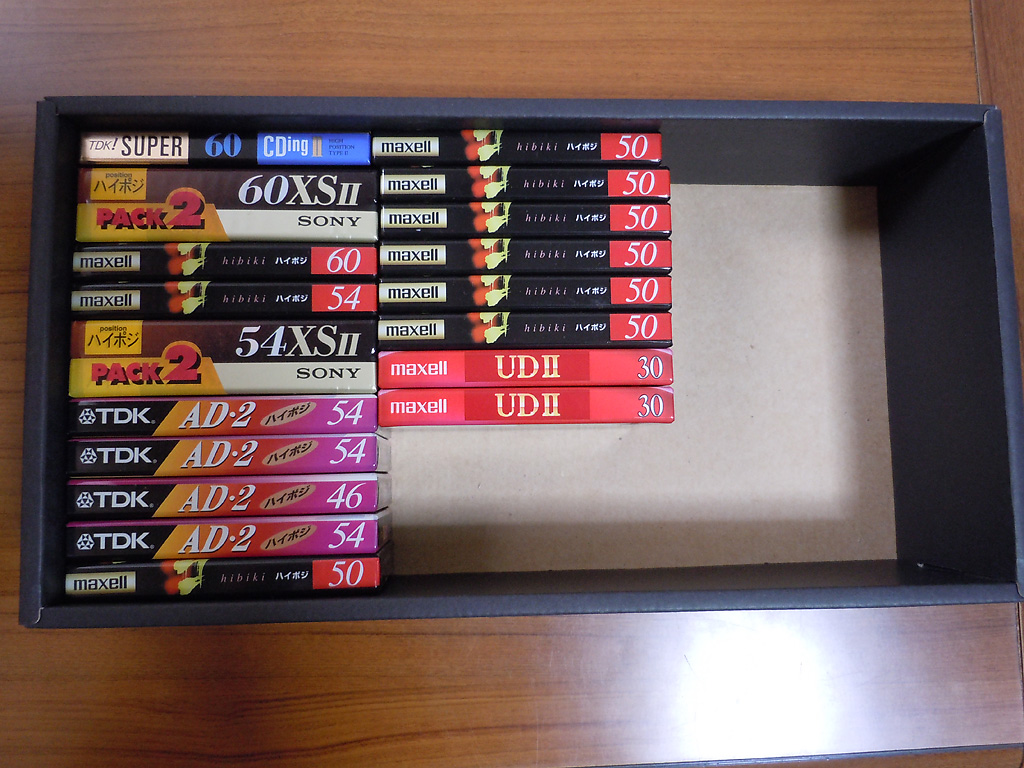 TDK! SUPER 60 CDing II HIGH POSITION TYPE II
position
ハイポジ 60XSII
PACK2 SONY
maxell hibiki ハイポジ 60
maxell hibiki ハイポジ 54
position
ハイポジ 54XSII
PACK2 SONY
TDK. AD・2 ハイポジ 54
TDK. AD・2 ハイポジ 54
TDK. AD・2 ハイポジ 46
TDK. AD・2 ハイポジ 54
maxell hibiki ハイポジ 50
maxell hibiki ハイポジ 50
maxell hibiki ハイポジ 50
maxell hibiki ハイポジ 50
maxell hibiki ハイポジ 50
maxell hibiki ハイポジ 50
maxell hibiki ハイポジ 50
maxell UDII 30
maxell UDII 30